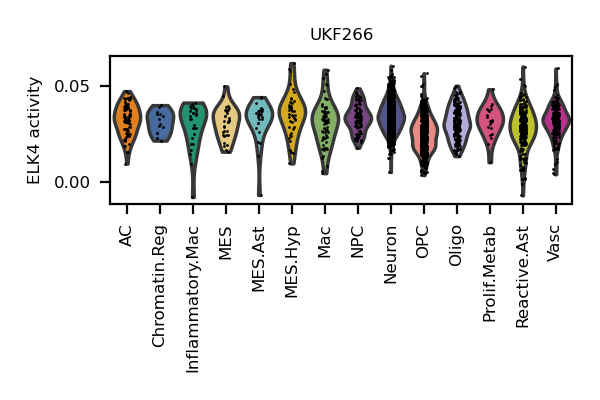 UKF266
ELK4 activity
0.05
0.00
AC
Chromatin.Reg
Inflammatory.Mac
MES
MES.Ast
MES.Hyp
Mac
NPC
Neuron
OPC
Oligo
Prolif.Metab
Reactive.Ast
Vasc